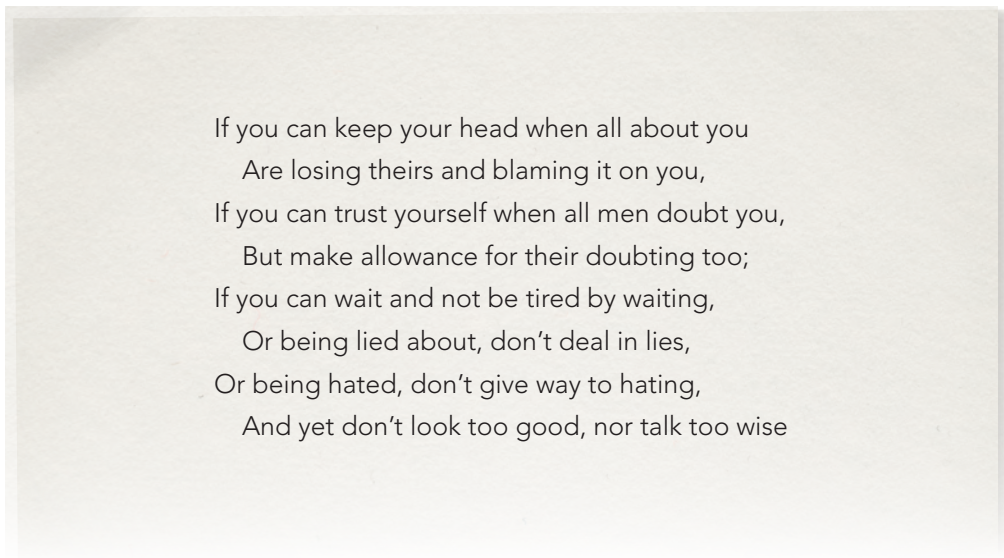 If you can keep your head when all about you
Are losing theirs and blaming it on you,
If you can trust yourself when all men doubt you,
But make allowance for their doubting too;
If you can wait and not be tired by waiting,
Or being lied about, don’t deal in lies,
Or being hated, don’t give way to hating,
And yet don’t look too good, nor talk too wise